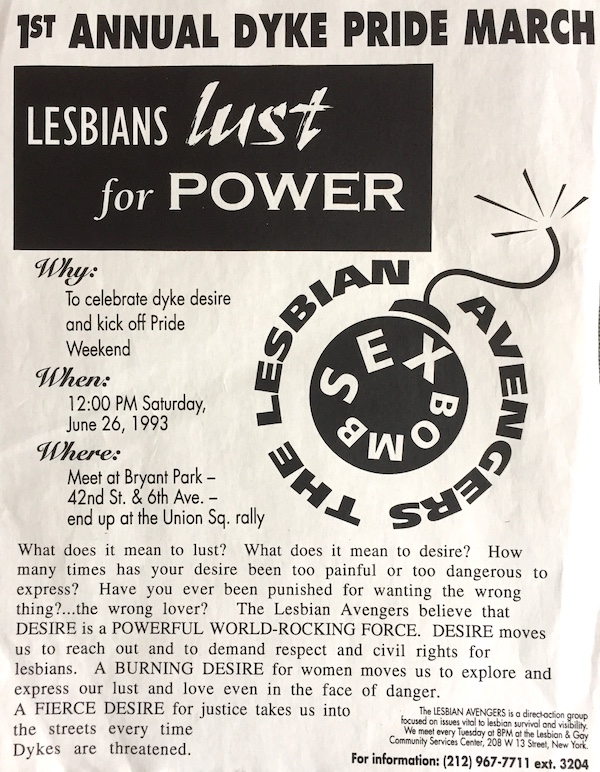 1ST ANNUAL DYKE PRIDE MARCH
LESBIANS lust
for POWER
Why:
To celebrate dyke desire
and kick off Pride
Weekend
When:
12:00 PM Saturday,
June 26, 1993
Where:
Meet at Bryant Park –
42nd St. & 6th Ave. –
end up at the Union Sq. rally
THE LESBIAN AVENGERS
SEX BOMBS
What does it mean to lust? What does it mean to desire? How
many times has your desire been too painful or too dangerous to
express? Have you ever been punished for wanting the wrong
thing?...the wrong lover? The Lesbian Avengers believe that
DESIRE is a POWERFUL WORLD-ROCKING FORCE. DESIRE moves
us to reach out and to demand respect and civil rights for
lesbians. A BURNING DESIRE for women moves us to explore and
express our lust and love even in the face of danger.
A FIERCE DESIRE for justice takes us into
the streets every time
Dykes are threatened.
The LESBIAN AVENGERS is a direct-action group
focused on issues vital to lesbian survival and visibility.
We meet every Tuesday at 8PM at the Lesbian & Gay
Community Services Center, 208 W 13 Street, New York.
For information: (212) 967-7711 ext. 3204